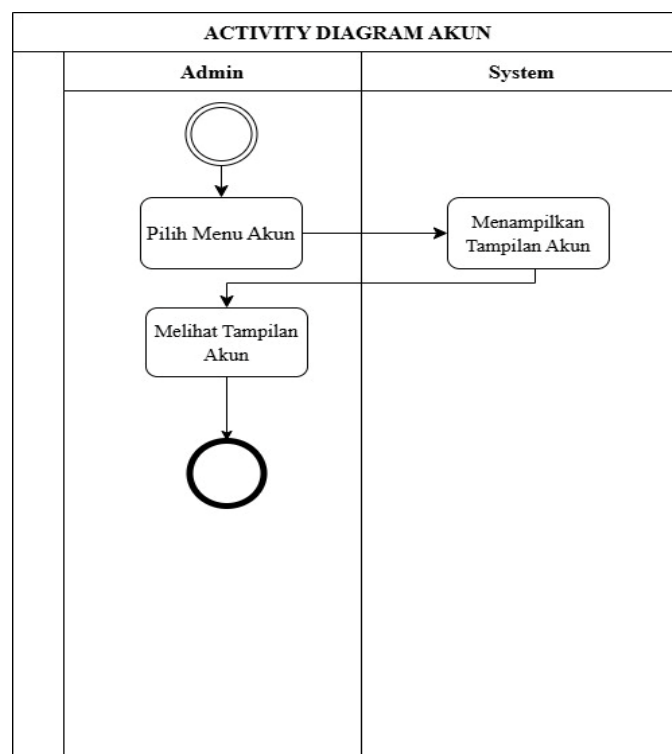 ACTIVITY DIAGRAM AKUN
Admin
System
Pilih Menu Akun
Menampilkan
Tampilan Akun
Melihat Tampilan
Akun